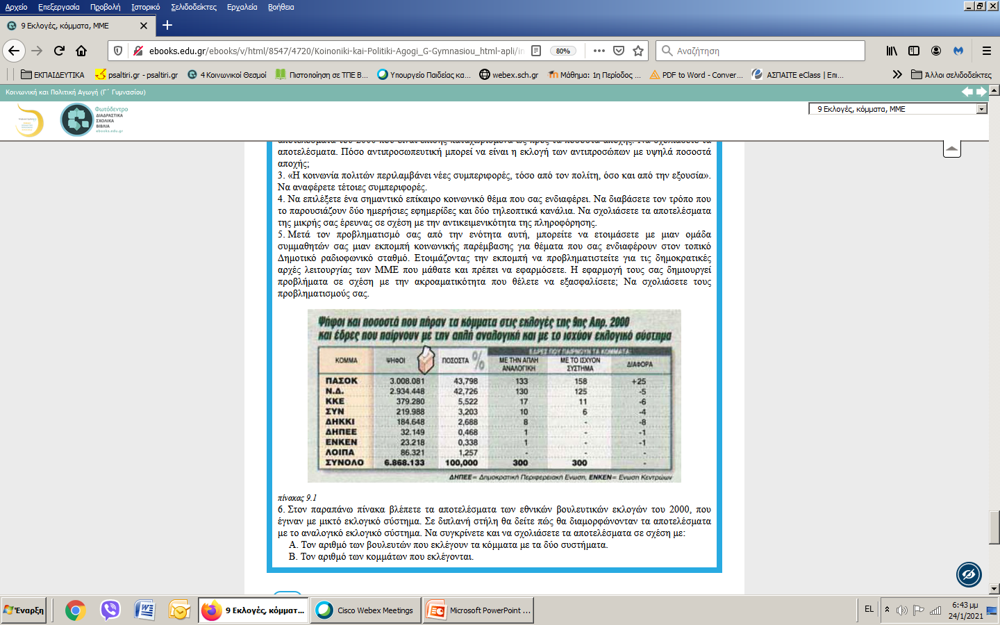 Αρχείο Επεξεργασία Προβολή Ιστορικό Σελιδοδείκτες Εργαλεία Βοήθεια
9 Εκλογές, κόμματα, ΜΜΕ
ebooks.edu.gr/ebooks/v/html/8547/4720/Koinoniki-kai-Politiki-Agogi_G-Gymnasiou_html-apli/in
80%
Αναζήτηση
ΕΚΠΑΙΔΕΥΤΙΚΑ psaltiri.gr - psaltiri.gr 4 Κοινωνικοί Θεσμοί Πιστοποίηση σε ΤΠΕ Β... Υπουργείο Παιδείας κα... webex.sch.gr Μάθημα: 1η Περίοδος ... PDF to Word - Conver... ΑΣΠΑΙΤΕ eClass | Επι... Άλλοι σελιδοδείκτες
Κοινωνική και Πολιτική Αγωγή (Γ΄ Γυμνασίου)
Φωτόδεντρο
ΔΙΑΔΡΑΣΤΙΚΑ
ΣΧΟΛΙΚΑ
ΒΙΒΛΙΑ
ebooks.edu.gr
9 Εκλογές, κόμματα, ΜΜΕ
αποτελέσματα του 2000 που είναι επίσης καταχωρισμένα ως προς τα ποσοστά αποχής. Να σχολιάσετε τα
αποτελέσματα. Πόσο αντιπροσωπευτική μπορεί να είναι η εκλογή των αντιπροσώπων με υψηλά ποσοστά
αποχής;
3. «Η κοινωνία πολιτών περιλαμβάνει νέες συμπεριφορές, τόσο από τον πολίτη, όσο και από την εξουσία».
Να αναφέρετε τέτοιες συμπεριφορές.
4. Να επιλέξετε ένα σημαντικό επίκαιρο κοινωνικό θέμα που σας ενδιαφέρει. Να διαβάσετε τον τρόπο που
το παρουσιάζουν δύο ημερήσιες εφημερίδες και δύο τηλεοπτικά κανάλια. Να σχολιάσετε τα αποτελέσματα
της μικρής σας έρευνας σε σχέση με την αντικειμενικότητα της πληροφόρησης.
5. Μετά τον προβληματισμό σας από την ενότητα αυτή, μπορείτε να ετοιμάσετε με μιαν ομάδα
συμμαθητών σας μιαν εκπομπή κοινωνικής παρέμβασης για θέματα που σας ενδιαφέρουν στον τοπικό
Δημοτικό ραδιοφωνικό σταθμό. Ετοιμάζοντας την εκπομπή να προβληματιστείτε για τις δημοκρατικές
αρχές λειτουργίας των ΜΜΕ που μάθατε και πρέπει να εφαρμόσετε. Η εφαρμογή τους σας δημιουργεί
προβλήματα σε σχέση με την ακροαματικότητα που θέλετε να εξασφαλίσετε; Να σχολιάσετε τους
προβληματισμούς σας.
Ψήφοι και ποσοστά που πήραν τα κόμματα στις εκλογές της 9ης Απρ. 2000
και έδρες που παίρνουν με την απλή αναλογική και με το ισχύον εκλογικό σύστημα
ΕΔΡΕΣ ΠΟΥ ΠΑΙΡΝΟΥΝ ΤΑ ΚΟΜΜΑΤΑ
ΚΟΜΜΑ ΨΗΦΟΙ ΠΟΣΟΣΤΑ % ΜΕ ΤΗΝ ΑΠΛΗ ΑΝΑΛΟΓΙΚΗ ΜΕ ΤΟ ΙΣΧΥΟΝ ΣΥΣΤΗΜΑ ΔΙΑΦΟΡΑ
ΠΑΣΟΚ 3.008.081 43,798 133 158 +25
Ν.Δ. 2.934.448 42,726 130 125 -5
ΚΚΕ 379.280 5,522 17 11 -6
ΣΥΝ 219.988 3,203 10 6 -4
ΔΗΚΚΙ 184.648 2,688 8 - -8
ΔΗΠΕΕ 32.149 0,468 1 - -1
ΕΝΚΕΝ 23.218 0,338 1 - -1
ΛΟΙΠΑ 86.321 1,257 - - -
ΣΥΝΟΛΟ 6.868.133 100,000 300 300 -
ΔΗΠΕΕ= Δημοκρατική Περιφερειακή Ενωση, ΕΝΚΕΝ= Ενωση Κεντρώων
πίνακας 9.1
6. Στον παραπάνω πίνακα βλέπετε τα αποτελέσματα των εθνικών βουλευτικών εκλογών του 2000, που
έγιναν με μικτό εκλογικό σύστημα. Σε διπλανή στήλη θα δείτε πώς θα διαμορφώνονταν τα αποτελέσματα
με το αναλογικό εκλογικό σύστημα. Να συγκρίνετε και να σχολιάσετε τα αποτελέσματα σε σχέση με:
Α. Τον αριθμό των βουλευτών που εκλέγουν τα κόμματα με τα δύο συστήματα.
Β. Τον αριθμό των κομμάτων που εκλέγονται.
Έναρξη 9 Εκλογές, κόμματ... Cisco Webex Meetings Microsoft PowerPoint ... EL 6:43 μμ
24/1/2021